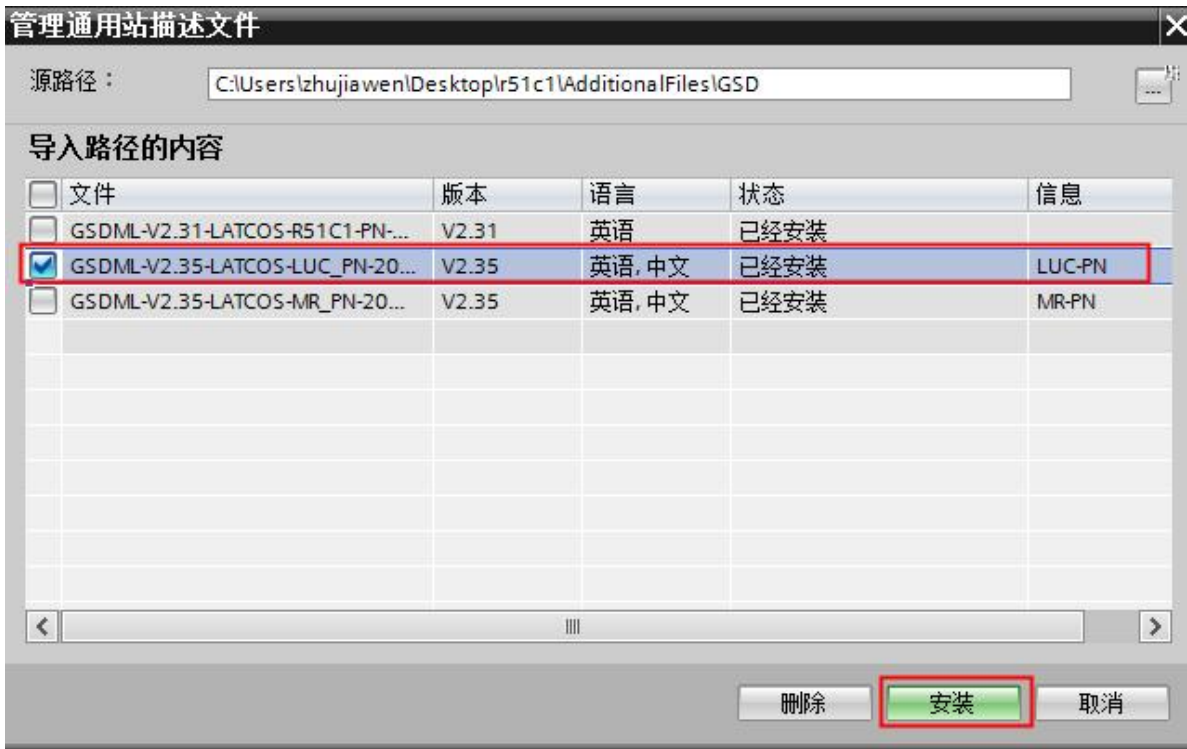 管理通用站描述文件
源路径：
C:\Users\zhujiawen\Desktop\r51c1\AdditionalFiles\GSD
...
导入路径的内容
文件 版本 语言 状态 信息
GSDML-V2.31-LATCOS-R51C1-PN-... V2.31 英语 已经安装
GSDML-V2.35-LATCOS-LUC_PN-20... V2.35 英语, 中文 已经安装 LUC-PN
GSDML-V2.35-LATCOS-MR_PN-20... V2.35 英语, 中文 已经安装 MR-PN
删除 安装 取消